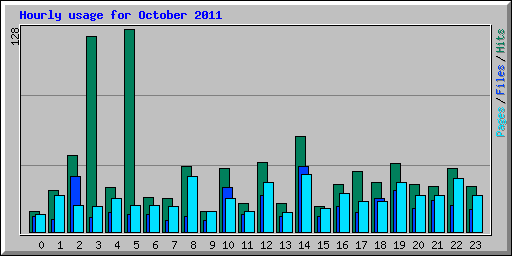 Hourly usage for October 2011
128
Pages/Files/Hits
0 1 2 3 4 5 6 7 8 9 10 11 12 13 14 15 16 17 18 19 20 21 22 23